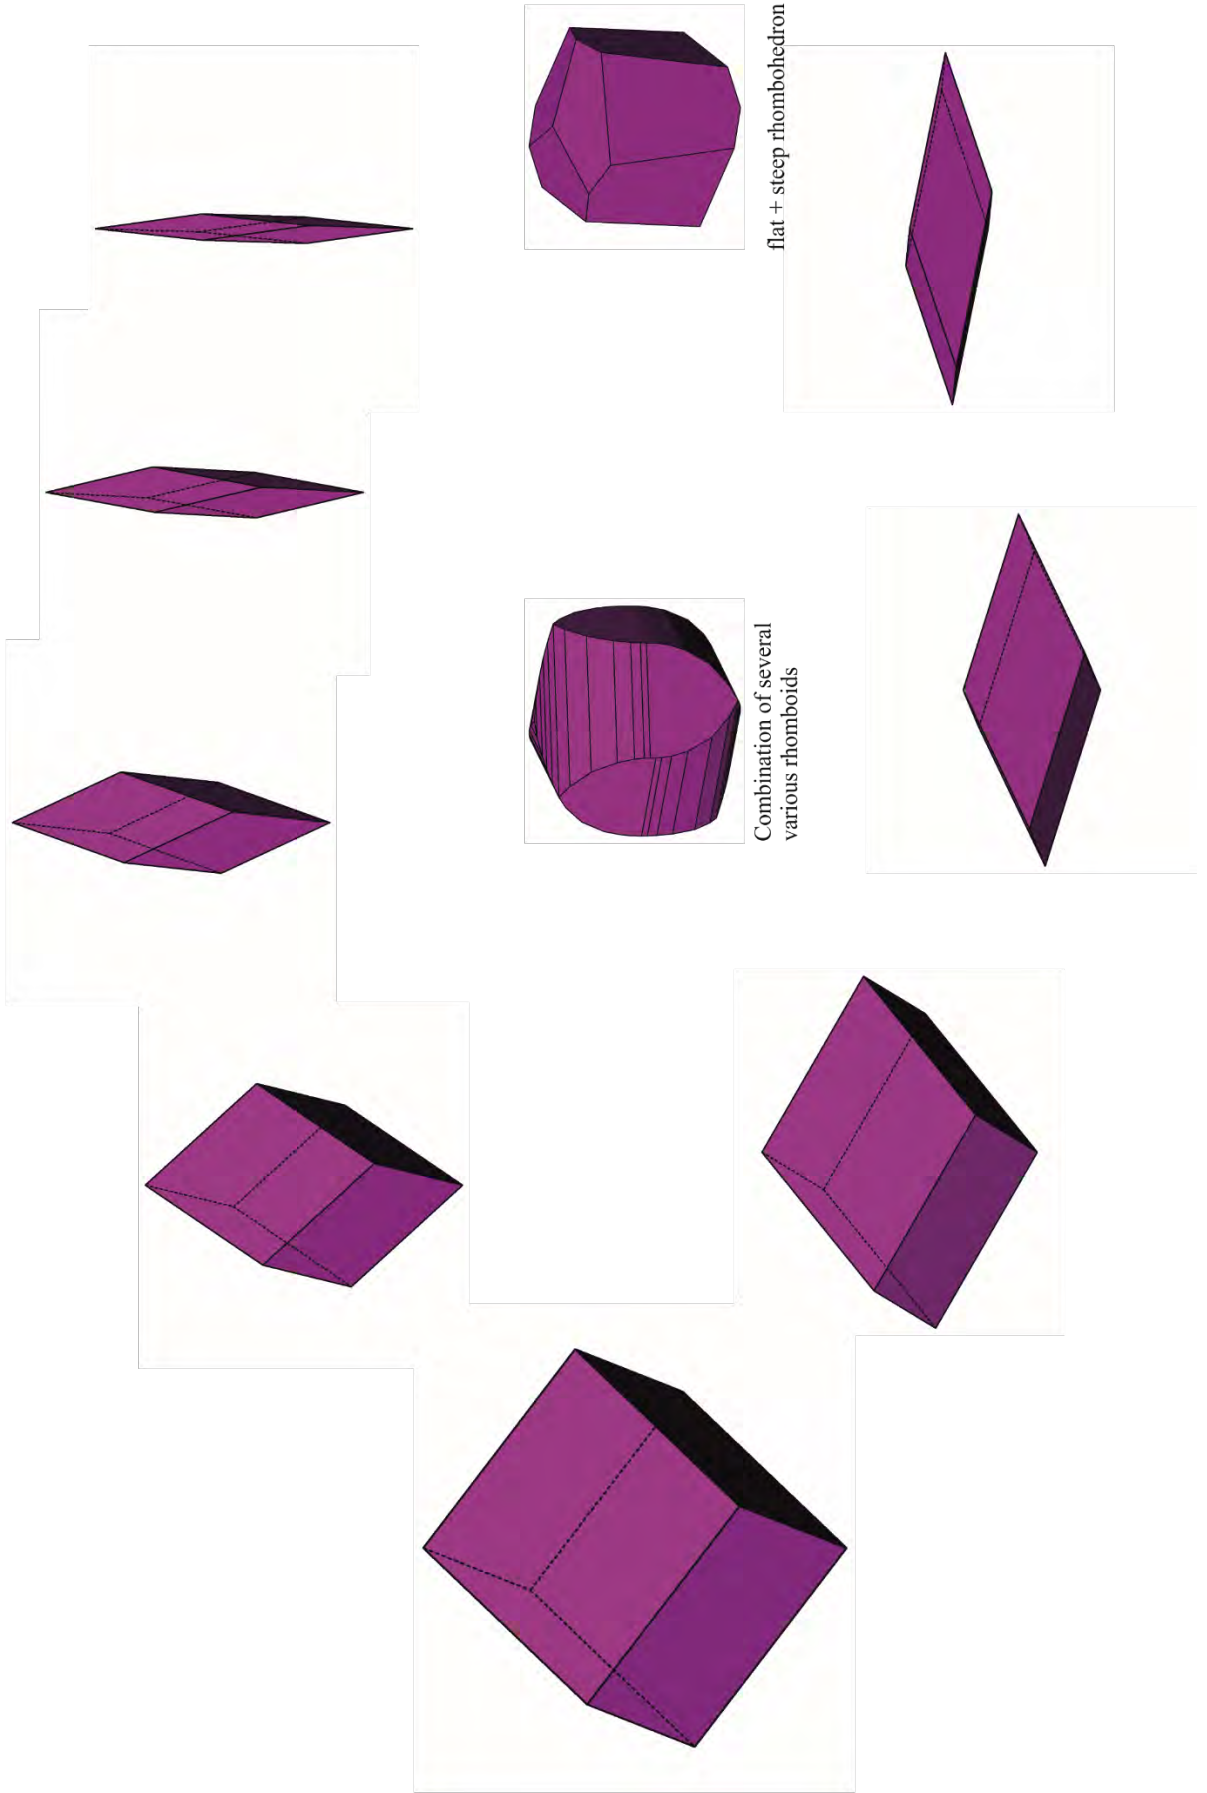 flat + steep rhombohedron
Combination of several
various rhomboids